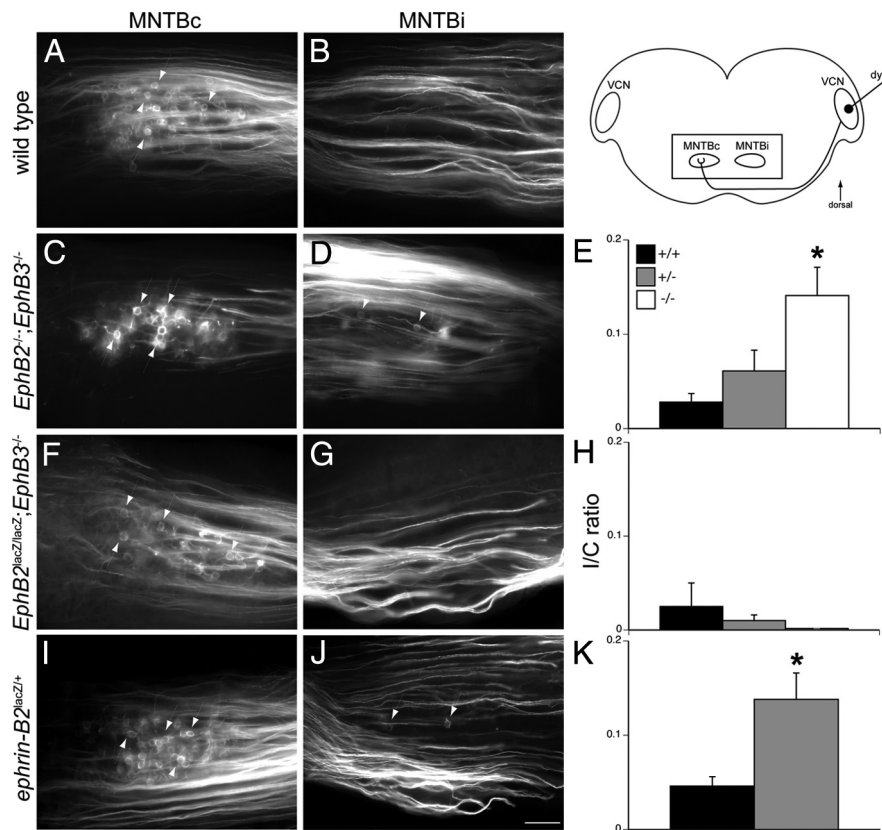 MNTBc
MNTBi
wild type
A
B
VCN
VCN
MNTBc
MNTBi
dorsal
EphB2-/-;EphB3-/-
C
D
E
0.2
0.1
0
+/+
+/-
-/-
*
EphB2lacZ/lacZ;EphB3-/-
F
G
H
0.2
0.1
0
I/C ratio
ephrin-B2lacZ/+
I
J
K
0.2
0.1
0
*